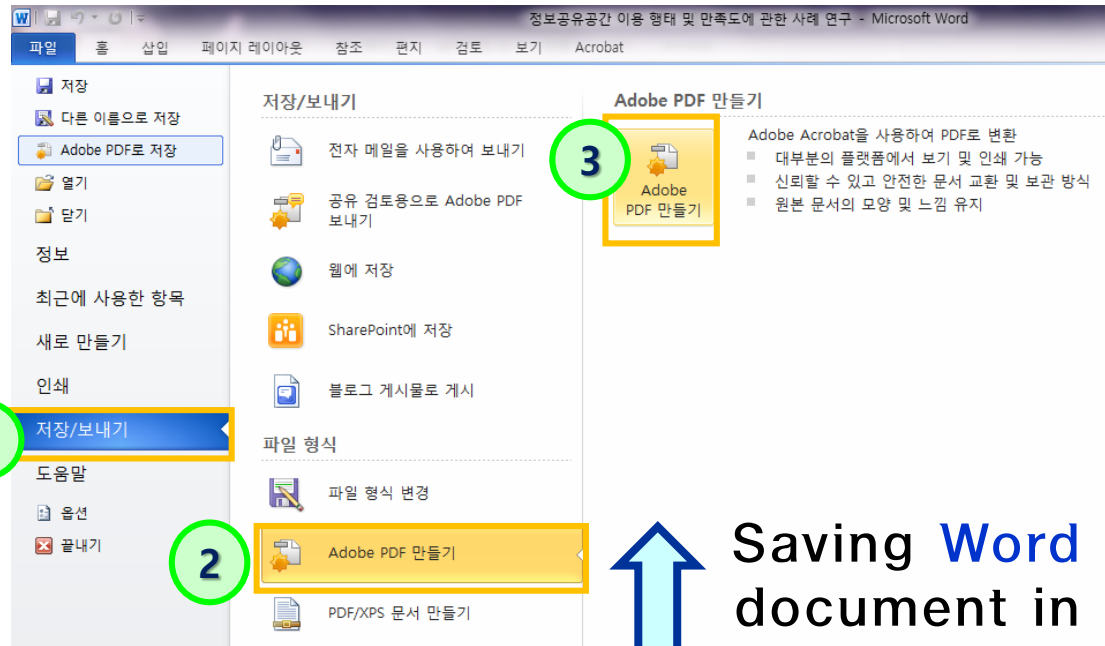 정보공유공간 이용 형태 및 만족도에 관한 사례 연구 - Microsoft Word
파일 홈 삽입 페이지 레이아웃 참조 편지 검토 보기 Acrobat
저장
다른 이름으로 저장
Adobe PDF로 저장
열기
닫기
정보
최근에 사용한 항목
새로 만들기
인쇄
저장/보내기
도움말
옵션
끝내기
저장/보내기
전자 메일을 사용하여 보내기
공유 검토용으로 Adobe PDF
보내기
웹에 저장
SharePoint에 저장
블로그 게시물로 게시
파일 형식
파일 형식 변경
2
Adobe PDF 만들기
PDF/XPS 문서 만들기
Adobe PDF 만들기
3
Adobe
PDF 만들기
Adobe Acrobat을 사용하여 PDF로 변환
대부분의 플랫폼에서 보기 및 인쇄 가능
신뢰할 수 있고 안전한 문서 교환 및 보관 방식
원본 문서의 모양 및 느낌 유지
Saving Word
document in